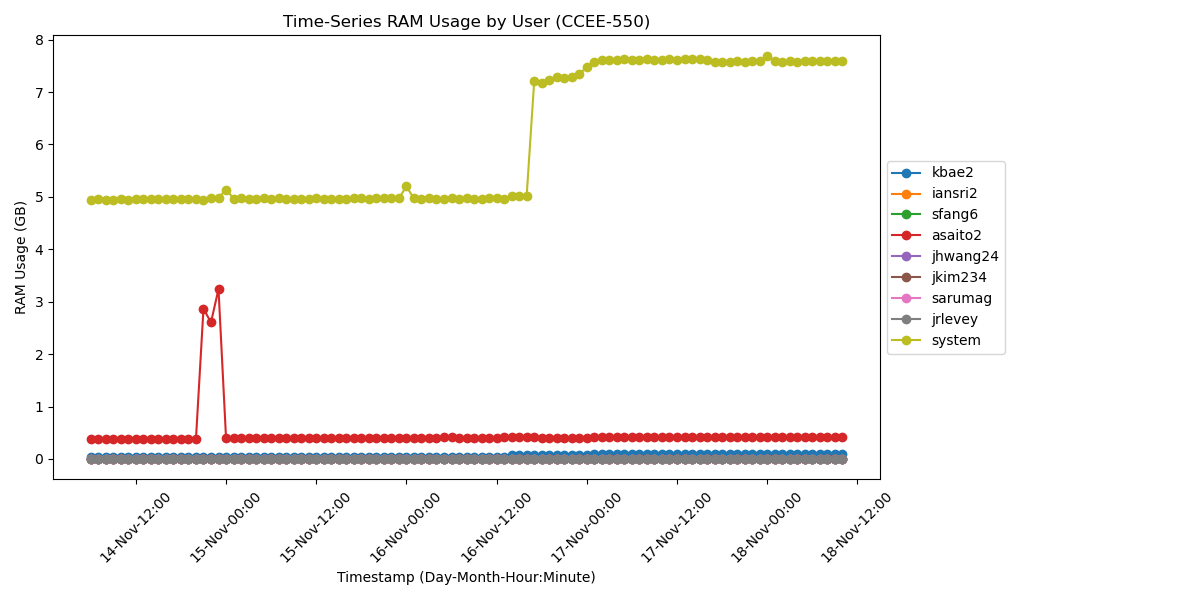 Time-Series RAM Usage by User (CCEE-550)
8
7
6
5
4
3
2
1
0
RAM Usage (GB)
14-Nov-12:00
15-Nov-00:00
15-Nov-12:00
16-Nov-00:00
16-Nov-12:00
17-Nov-00:00
17-Nov-12:00
18-Nov-00:00
18-Nov-12:00
Timestamp (Day-Month-Hour:Minute)
kbae2
iansri2
sfang6
asaito2
jhwang24
jkim234
sarumag
jrlevey
system